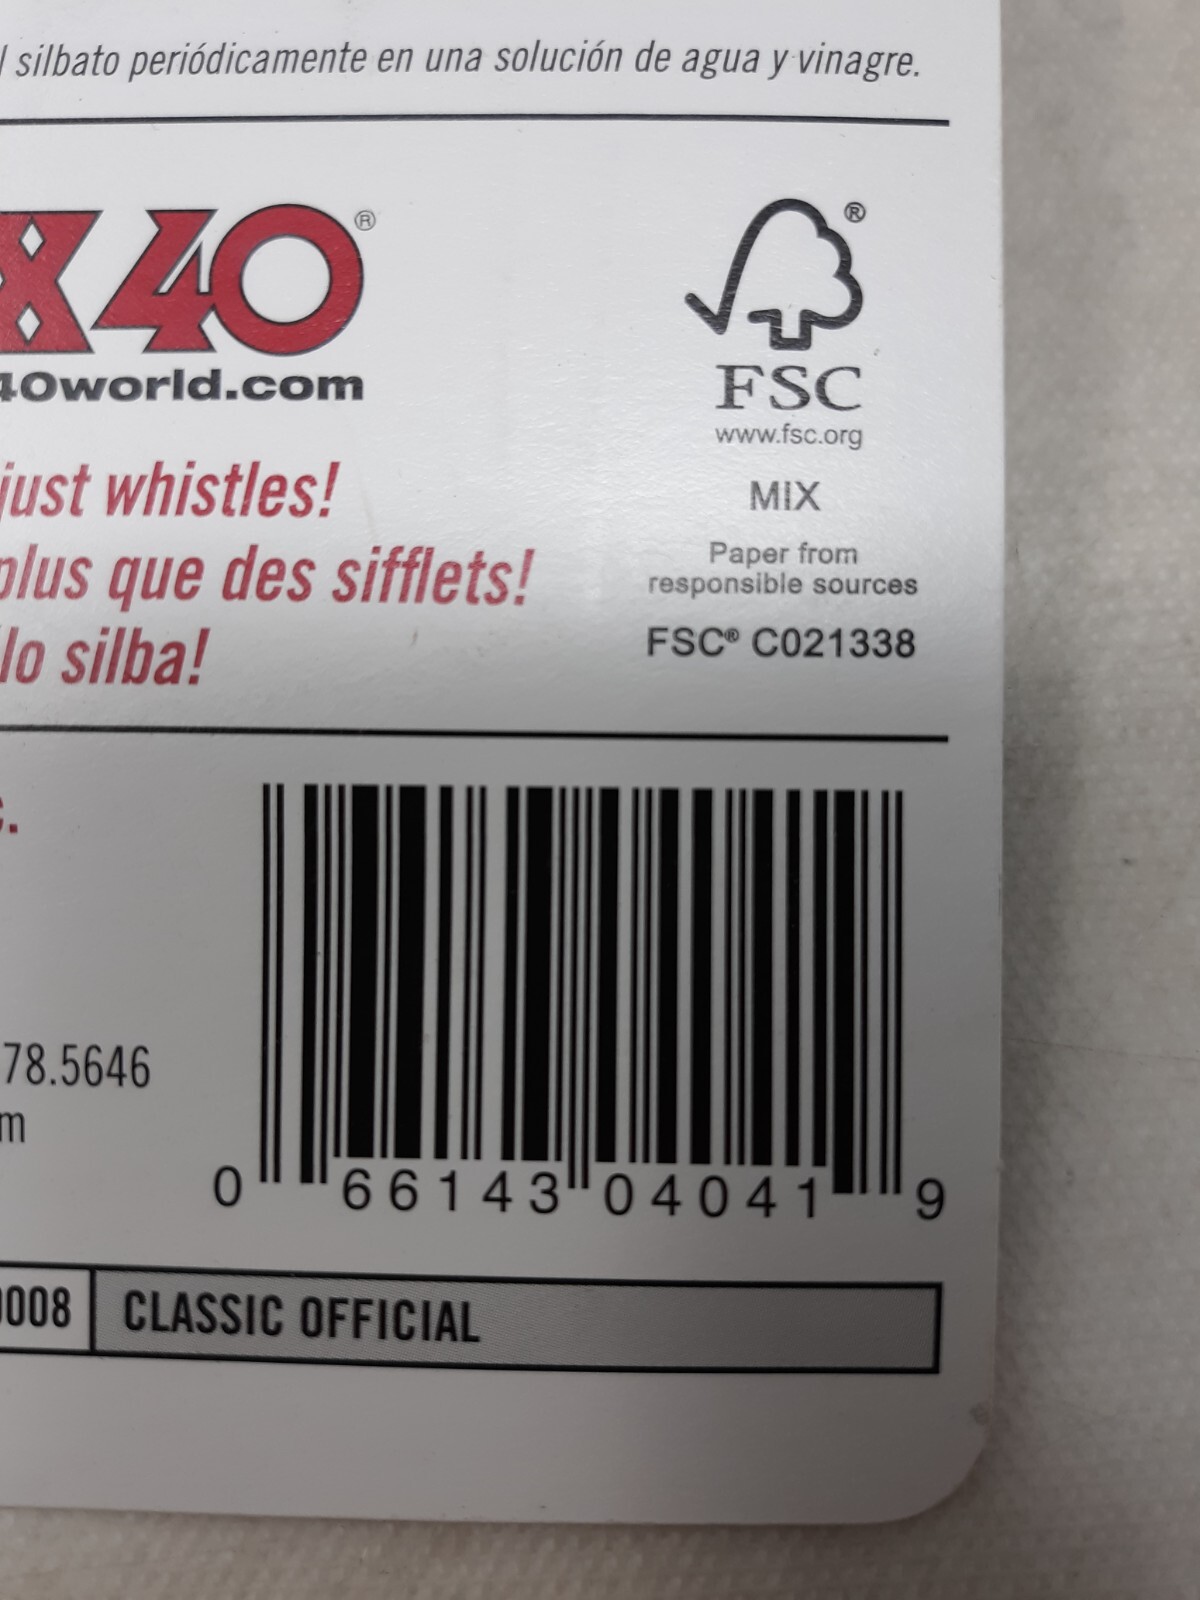 silbato periódicamente en una solución de agua y vinagre.
X 40®
40world.com
just whistles!
plus que des sifflets!
lo silba!
®
FSC
www.fsc.org
MIX
Paper from
responsible sources
FSC® C021338
78.5646
0 66143 04041 9
0008 CLASSIC OFFICIAL